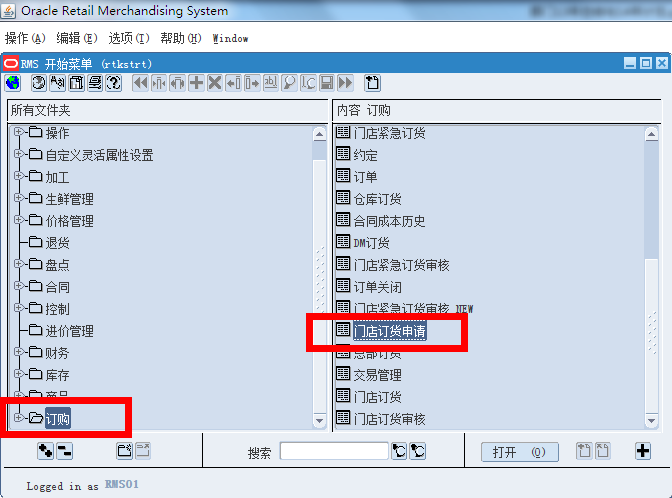 Oracle Retail Merchandising System
操作(A) 编辑(E) 选项(I) 帮助(H) Window
RMS 开始菜单 (rtkstrt)
所有文件夹
操作
自定义灵活属性设置
加工
生鲜管理
价格管理
退货
盘点
合同
控制
进价管理
财务
库存
商品
订购
内容 订购
门店紧急订货
约定
订单
仓库订货
合同成本历史
DM订货
门店紧急订货审核
订单关闭
门店紧急订货审核 NEW
门店订货申请
总部订货
交易管理
门店订货
门店订货审核
搜索
打开 (O)
Logged in as RMS01